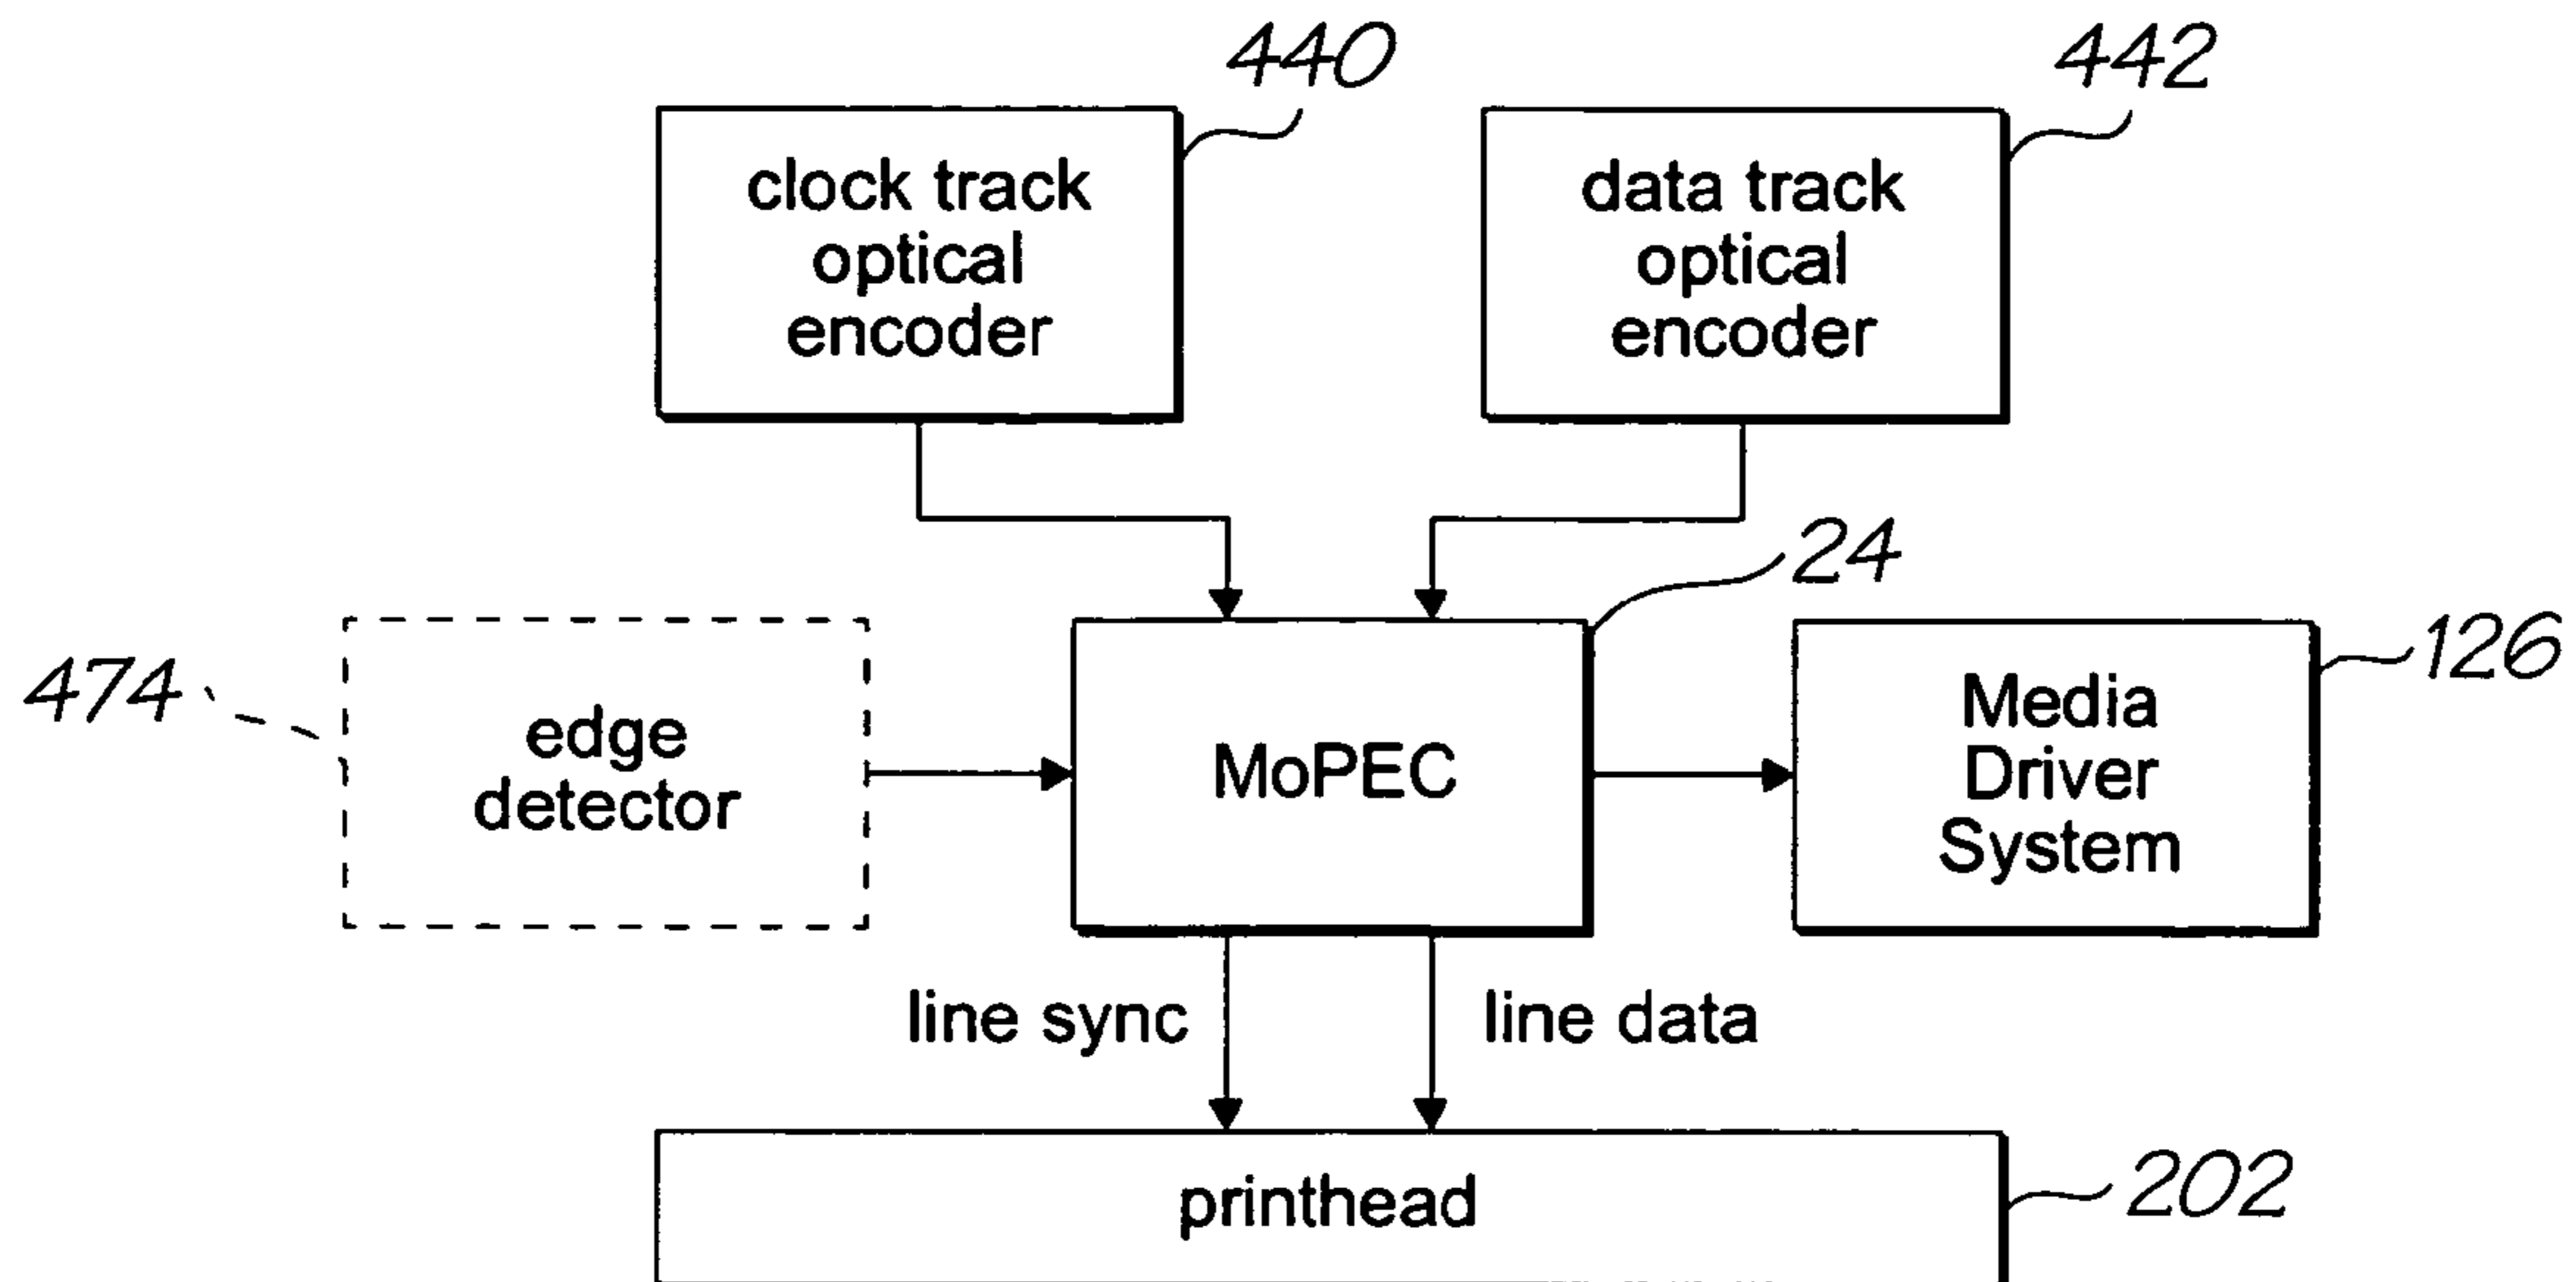 440
442
clock track
optical
encoder
data track
optical
encoder
24
474
edge
detector
MoPEC
Media
Driver
System
126
line sync
line data
printhead
202